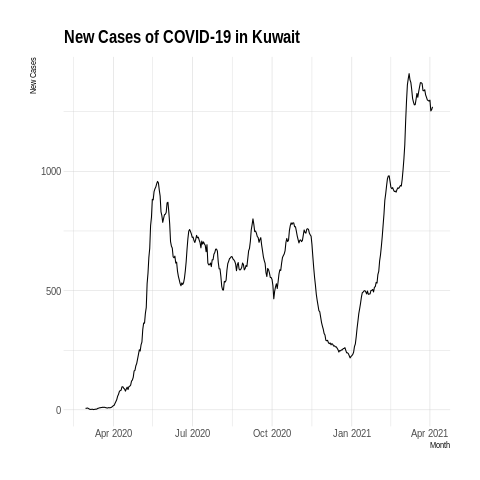 New Cases of COVID-19 in Kuwait
New Cases
1000
500
0
Apr 2020 Jul 2020 Oct 2020 Jan 2021 Apr 2021
Month